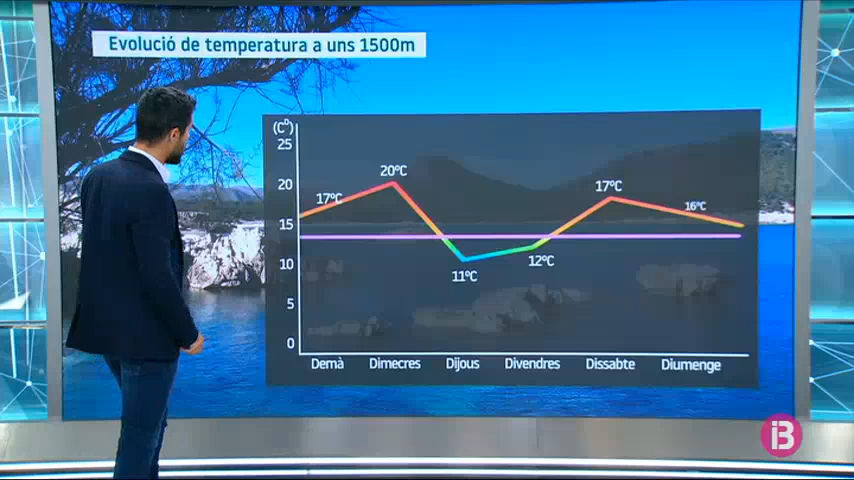 Evolució de temperatura a uns 1500m
(Cº)
25
20
15
10
5
0
17ºC
20ºC
11ºC
12ºC
17ºC
16ºC
Demà Dimecres Dijous Divendres Dissabte Diumenge
IB